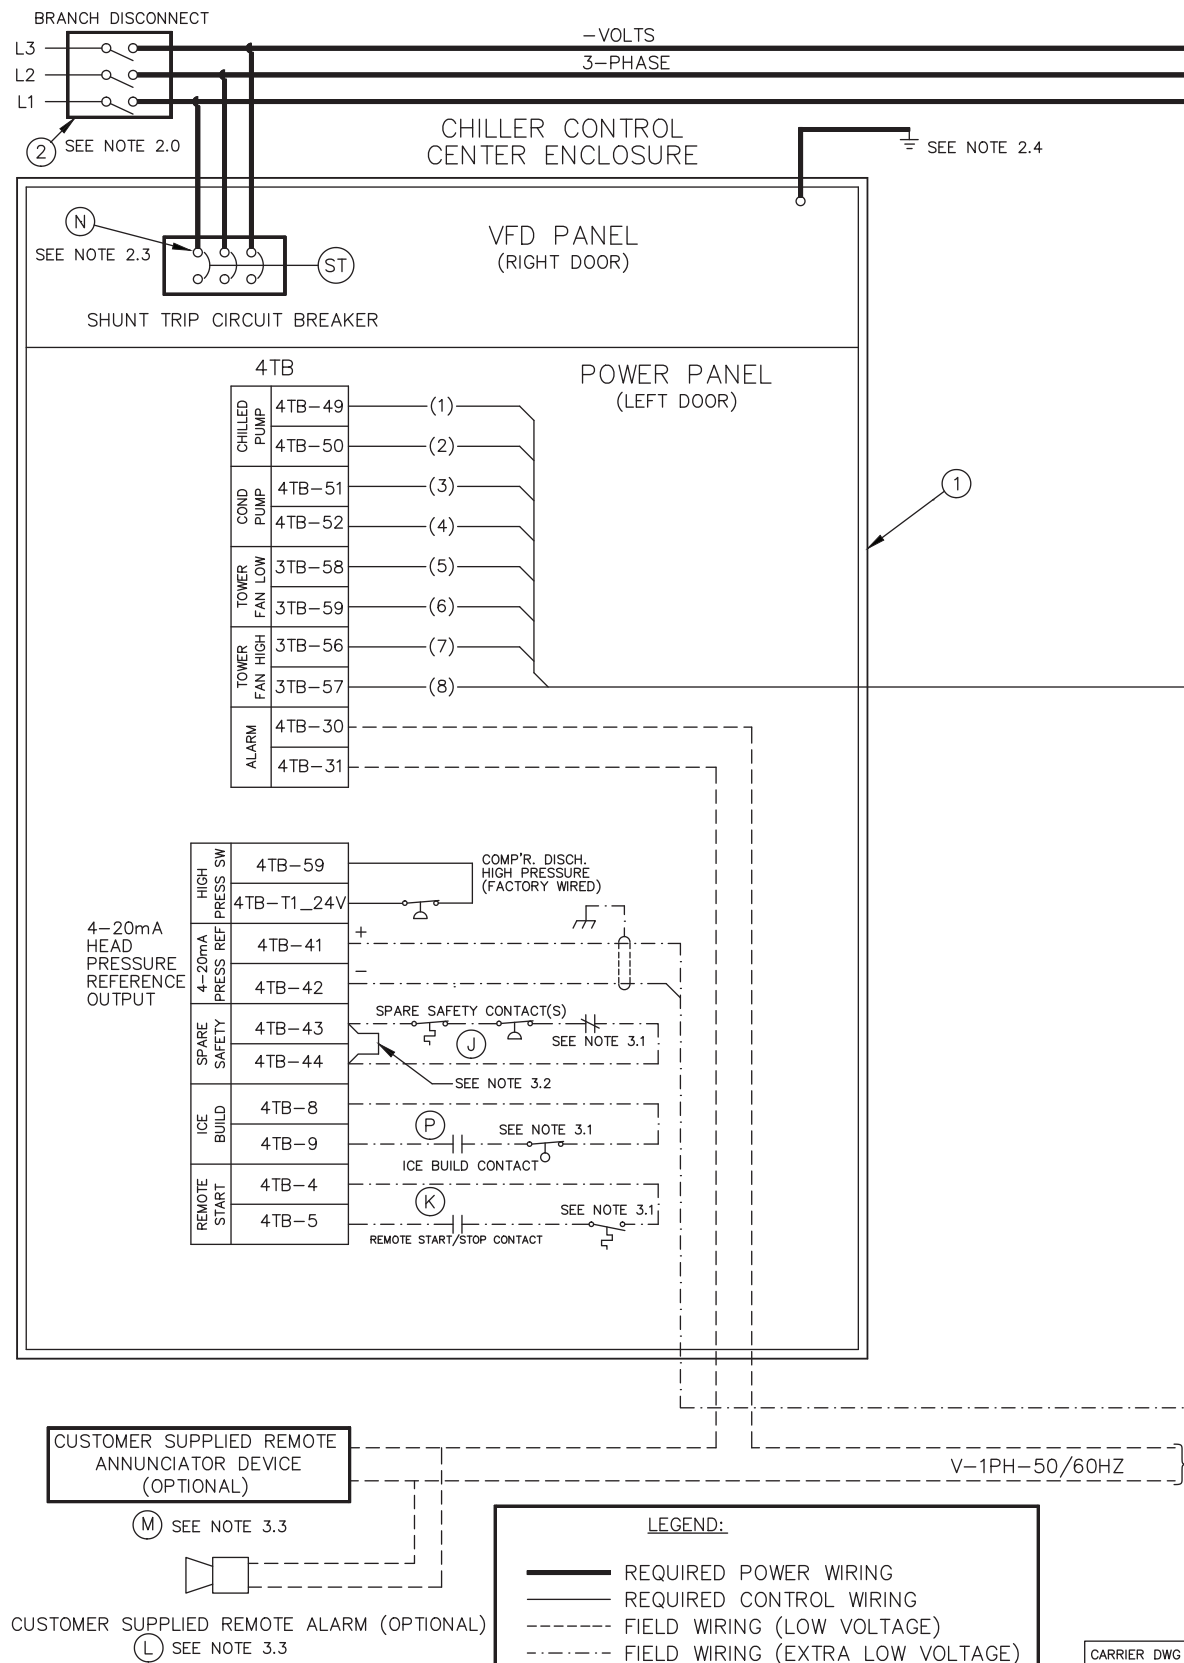 BRANCH DISCONNECT
L3
L2
L1
-VOLTS
3-PHASE
2
SEE NOTE 2.0
CHILLER CONTROL
CENTER ENCLOSURE
SEE NOTE 2.4
N
SEE NOTE 2.3
ST
VFD PANEL
(RIGHT DOOR)
SHUNT TRIP CIRCUIT BREAKER
4TB
POWER PANEL
(LEFT DOOR)
CHILLED
PUMP
4TB-49
(1)
4TB-50
(2)
COND
PUMP
4TB-51
(3)
4TB-52
(4)
TOWER
FAN LOW
3TB-58
(5)
3TB-59
(6)
TOWER
FAN HIGH
3TB-56
(7)
3TB-57
(8)
ALARM
4TB-30
4TB-31
1
HIGH
PRESS SW
4TB-59
4TB-T1_24V
COMP'R. DISCH.
HIGH PRESSURE
(FACTORY WIRED)
4-20mA
HEAD
PRESSURE
REFERENCE
OUTPUT
4-20mA
PRESS REF
4TB-41
+
4TB-42
-
SPARE
SAFETY
4TB-43
4TB-44
SPARE SAFETY CONTACT(S)
J
SEE NOTE 3.1
SEE NOTE 3.2
ICE
BUILD
4TB-8
4TB-9
P
SEE NOTE 3.1
ICE BUILD CONTACT
REMOTE
START
4TB-4
4TB-5
K
SEE NOTE 3.1
REMOTE START/STOP CONTACT
CUSTOMER SUPPLIED REMOTE
ANNUNCIATOR DEVICE
(OPTIONAL)
V-1PH-50/60HZ
M SEE NOTE 3.3
CUSTOMER SUPPLIED REMOTE ALARM (OPTIONAL)
L SEE NOTE 3.3
LEGEND:
REQUIRED POWER WIRING
REQUIRED CONTROL WIRING
FIELD WIRING (LOW VOLTAGE)
FIELD WIRING (EXTRA LOW VOLTAGE)
CARRIER DWG